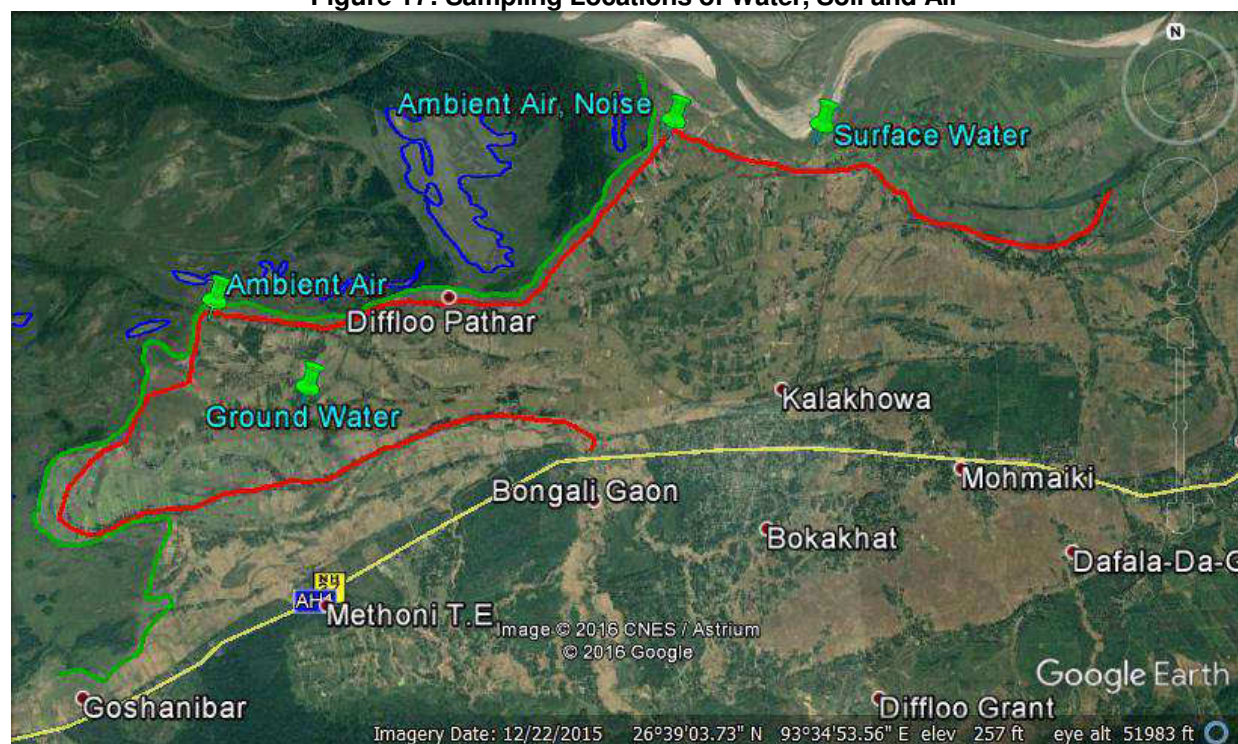 Figure 17: Sampling Locations of Water, Soil and Air
N
Ambient Air, Noise
Surface Water
Ambient Air
Diffloo Pathar
Ground Water
Kalakhowa
Bongali Gaon
Mohmaiki
Bokakhat
Dafala-Da-G
NH
AH1
Methoni T.E.
Image © 2016 CNES / Astrium
© 2016 Google
Google Earth
Goshanibar
Diffloo Grant
Imagery Date: 12/22/2015 26°39'03.73" N 93°34'53.56" E elev 257 ft eye alt 51983 ft